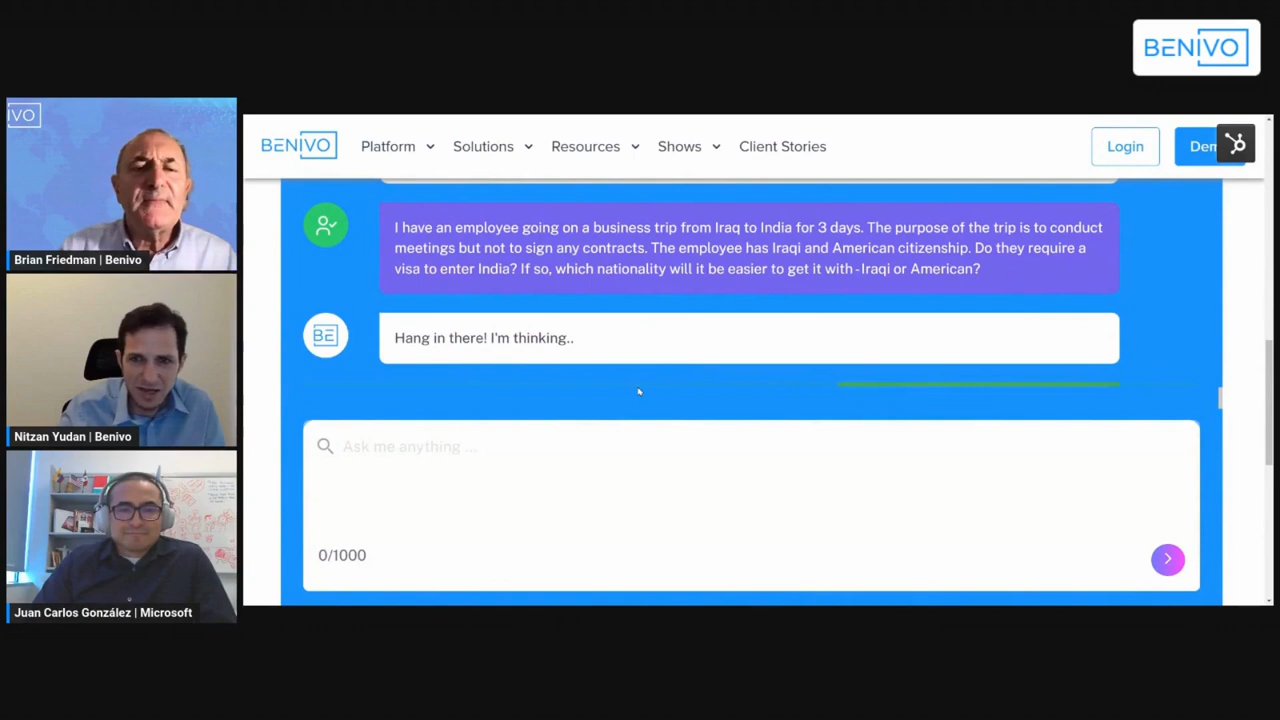 BENIVO
IVO
Brian Friedman | Benivo
Nitzan Yudan | Benivo
Juan Carlos González | Microsoft
BENIVO
Platform
Solutions
Resources
Shows
Client Stories
Login
Dem
I have an employee going on a business trip from Iraq to India for 3 days. The purpose of the trip is to conduct
meetings but not to sign any contracts. The employee has Iraqi and American citizenship. Do they require a
visa to enter India? If so, which nationality will it be easier to get it with - Iraqi or American?
BE
Hang in there! I'm thinking..
Ask me anything ...
0/1000